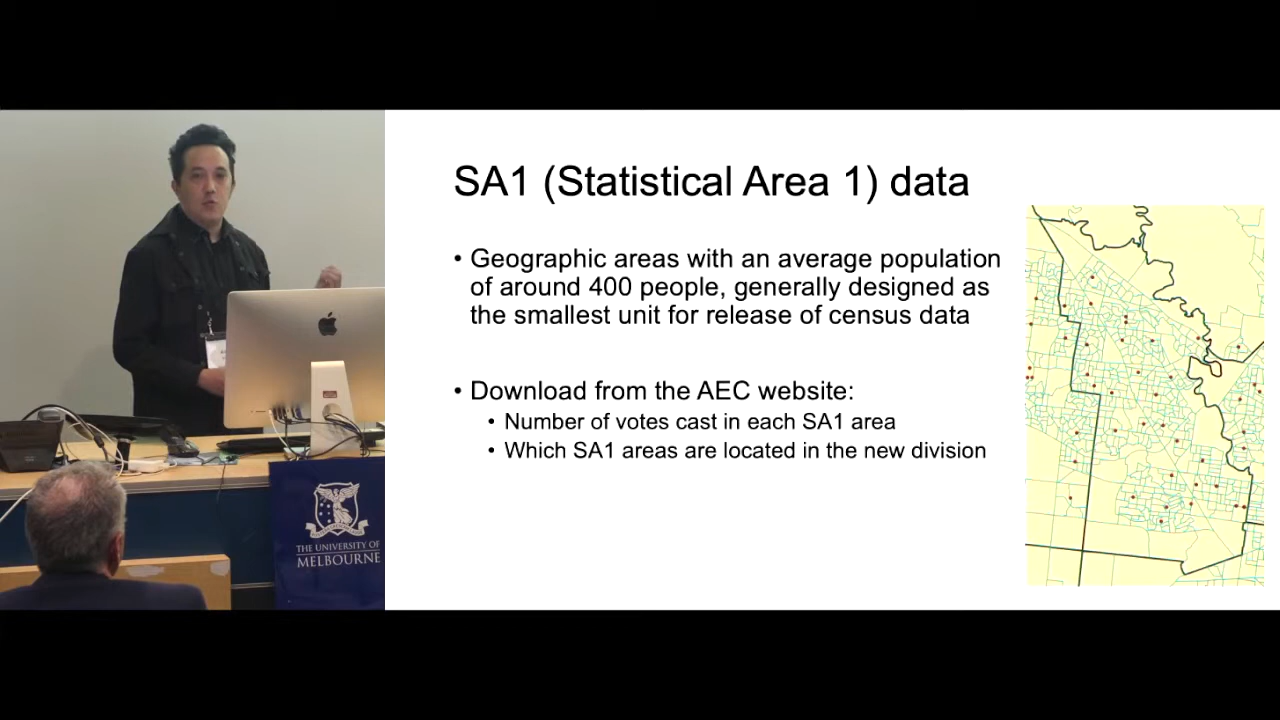 SA1 (Statistical Area 1) data
• Geographic areas with an average population
of around 400 people, generally designed as
the smallest unit for release of census data
• Download from the AEC website:
• Number of votes cast in each SA1 area
• Which SA1 areas are located in the new division
THE UNIVERSITY OF
MELBOURNE